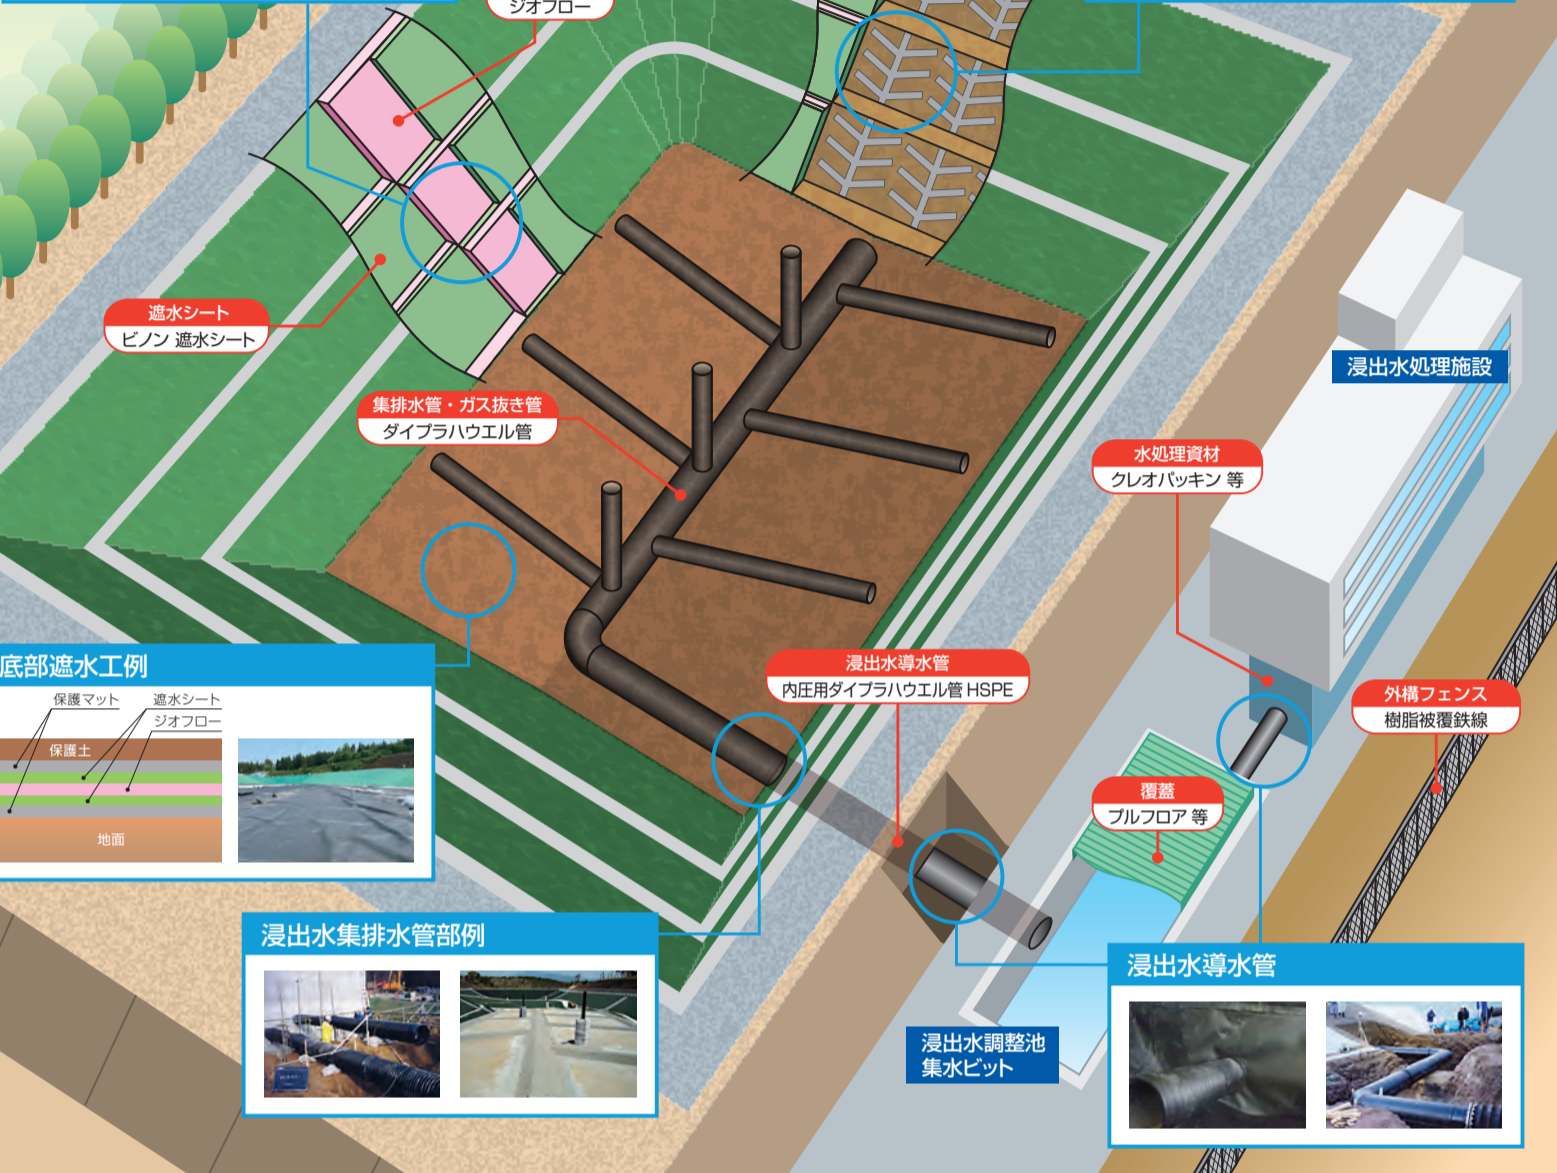 ジオフロー
遮水シート
ビノン 遮水シート
集排水管・ガス抜き管
ダイプラハウエル管
浸出水処理施設
水処理資材
クレオパッキン 等
底部遮水工例
保護マット
遮水シート
ジオフロー
保護土
地面
浸出水導水管
内圧用ダイプラハウエル管 HSPE
外構フェンス
樹脂被覆鉄線
覆蓋
プルフロア 等
浸出水集排水管部例
浸出水導水管
浸出水調整池
集水ピット